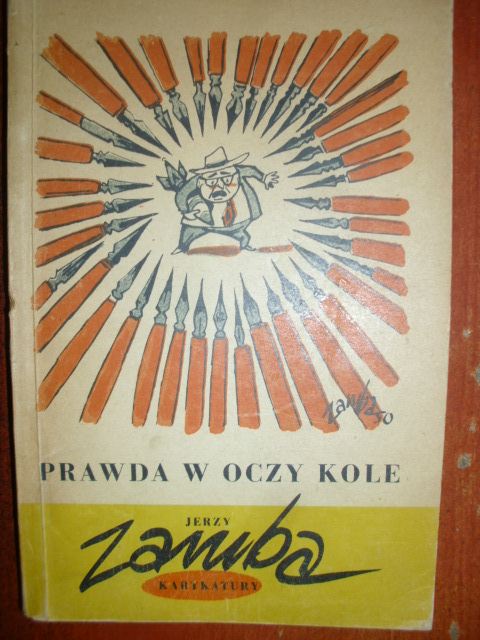 Zaruba 50
PRAWDA W OCZY KOLE
JERZY
Zaruba
KARYKATURY